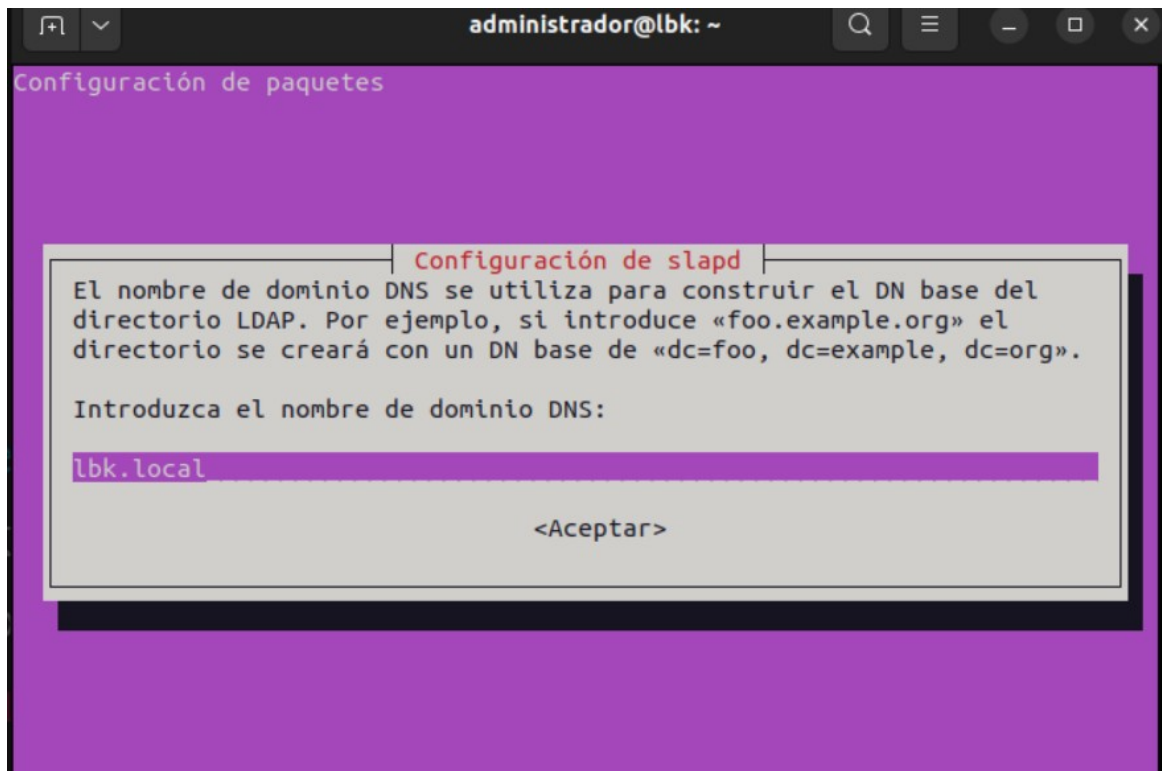 administrador@lbk: ~
Configuración de paquetes
Configuración de slapd
El nombre de dominio DNS se utiliza para construir el DN base del
directorio LDAP. Por ejemplo, si introduce «foo.example.org» el
directorio se creará con un DN base de «dc=foo, dc=example, dc=org».
Introduzca el nombre de dominio DNS:
lbk.local
<Aceptar>